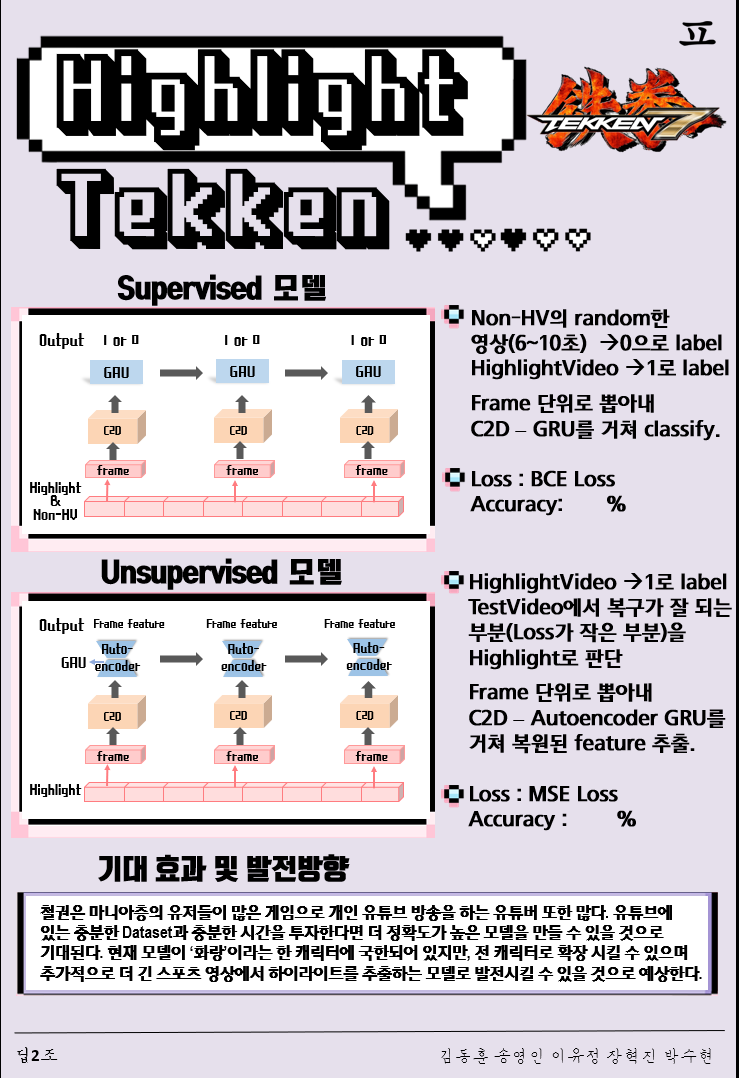 ㅍ
Highlight
Tekken
鉄拳
TEKKEN 7
Supervised 모델
Output
1 or 0
1 or 0
1 or 0
GRU
GRU
GRU
C2D
C2D
C2D
frame
frame
frame
Highlight
&
Non-HV
Non-HV의 random한
영상(6~10초) →0으로 label
HighlightVideo →1로 label
Frame 단위로 뽑아내
C2D – GRU를 거쳐 classify.
Loss : BCE Loss
Accuracy: %
Unsupervised 모델
Output
Frame feature
Frame feature
Frame feature
GRU
Auto-
encoder
Auto-
encoder
Auto-
encoder
C2D
C2D
C2D
frame
frame
frame
Highlight
HighlightVideo →1로 label
TestVideo에서 복구가 잘 되는
부분(Loss가 작은 부분)을
Highlight로 판단
Frame 단위로 뽑아내
C2D – Autoencoder GRU를
거쳐 복원된 feature 추출.
Loss : MSE Loss
Accuracy : %
기대 효과 및 발전방향
철권은 마니아층의 유저들이 많은 게임으로 개인 유튜브 방송을 하는 유튜버 또한 많다. 유튜브에
있는 충분한 Dataset과 충분한 시간을 투자한다면 더 정확도가 높은 모델을 만들 수 있을 것으로
기대된다. 현재 모델이 ‘화랑’이라는 한 캐릭터에 국한되어 있지만, 전 캐릭터로 확장 시킬 수 있으며
추가적으로 더 긴 스포츠 영상에서 하이라이트를 추출하는 모델로 발전시킬 수 있을 것으로 예상한다.
딥2조
김동훈 송영인 이유정 장혁진 박수현